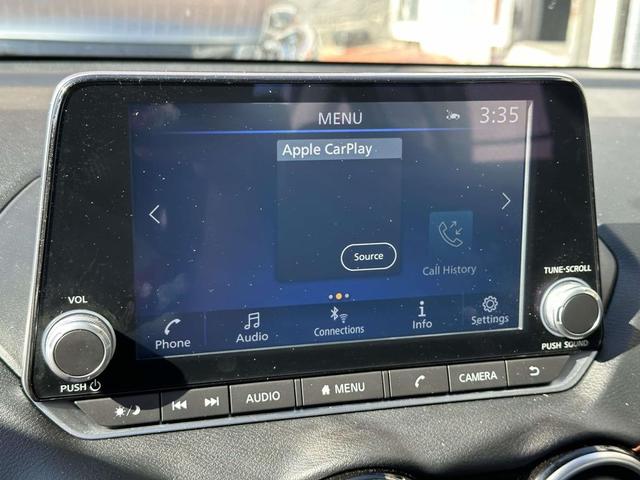 MENU
3:35
Apple CarPlay
Source
Call History
Phone
Audio
Connections
Info
Settings
VOL
PUSH
TUNE·SCROLL
PUSH SOUND
AUDIO
MENU
CAMERA